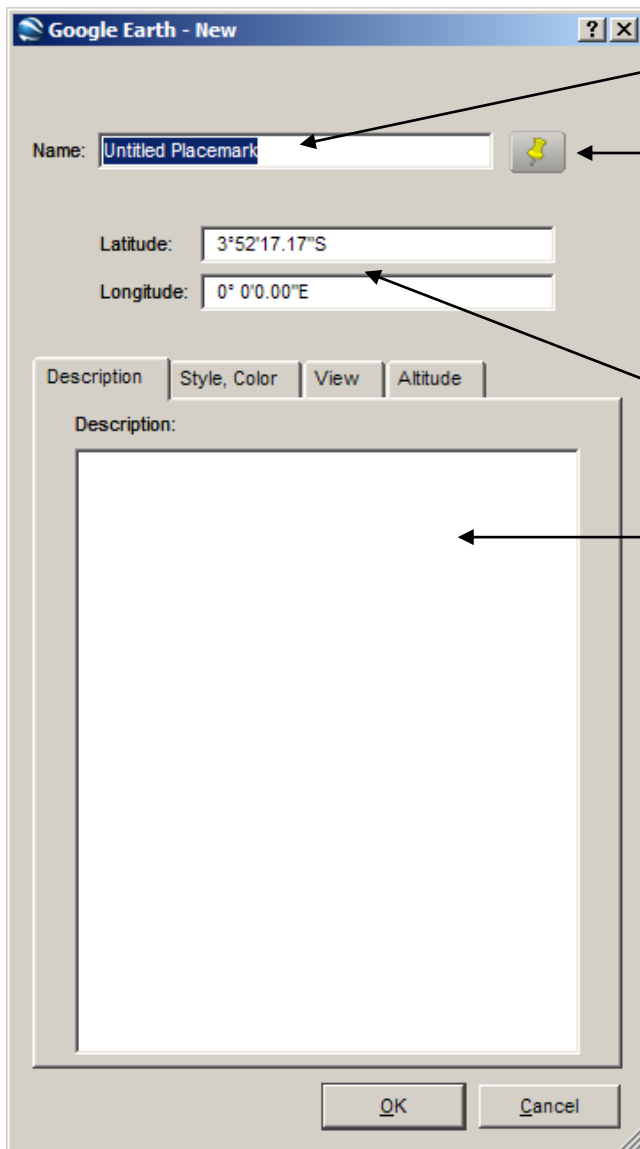 Google Earth - New
Name: Untitled Placemark
Latitude: 3°52'17.17"S
Longitude: 0° 0'0.00"E
Description Style, Color View Altitude
Description:
OK Cancel